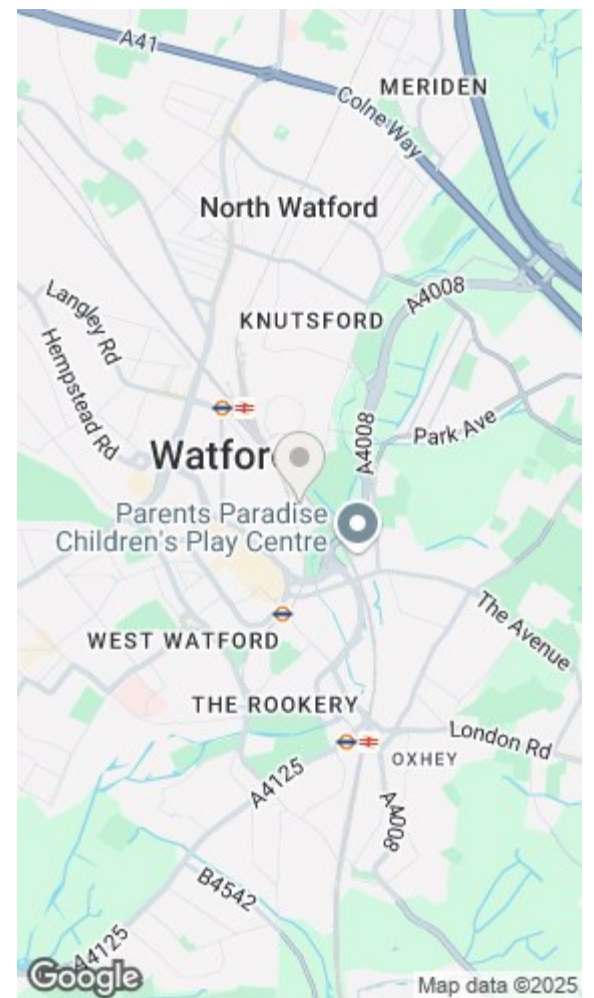 A41
MERIDEN
Colne Way
North Watford
A4008
Langley Rd
KNUTSFORD
Hempstead Rd
A4008
Park Ave
Watfor
Parents Paradise
Children's Play Centre
The Avenue
WEST WATFORD
THE ROOKERY
London Rd
OXHEY
A4125
A4008
B4542
A4125
Google
Map data ©2025